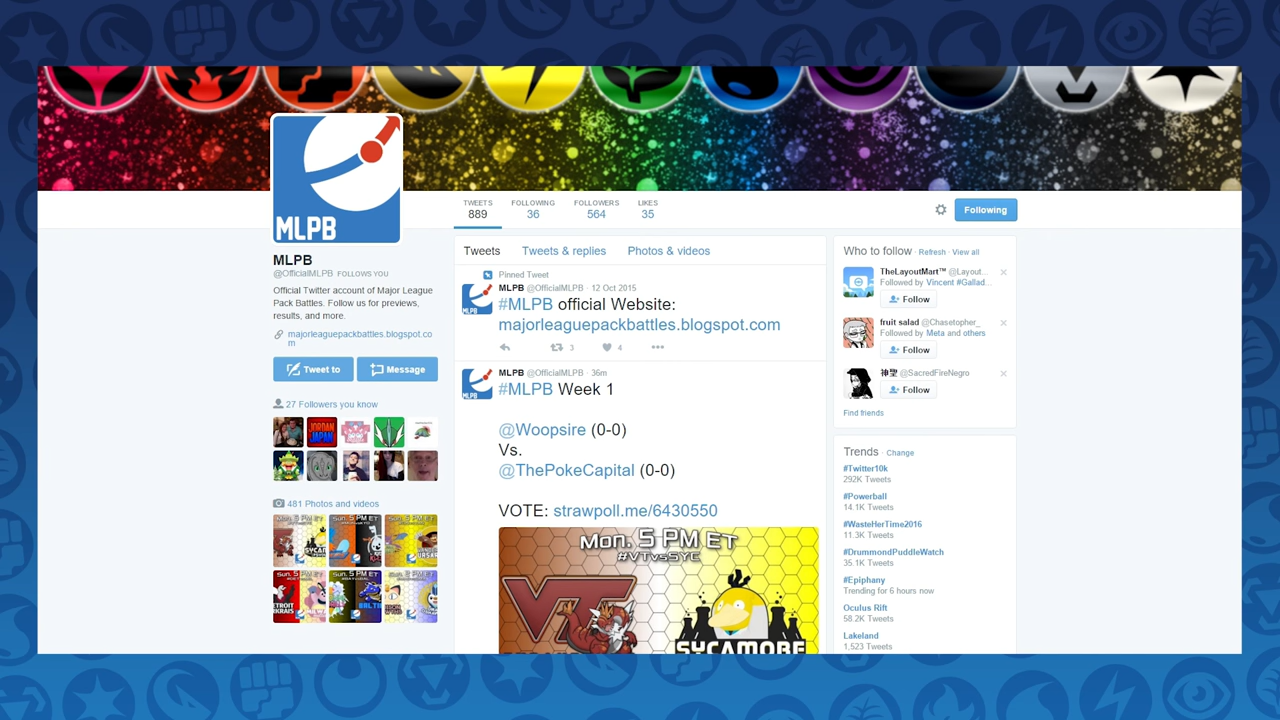 MLPB
TWEETS FOLLOWING FOLLOWERS LIKES
889 36 564 35
Following
MLPB
@OfficialMLPB FOLLOWS YOU
Official Twitter account of Major League
Pack Battles. Follow us for previews,
results, and more.
majorleaguepackbattles.blogspot.co
m
Tweet to
Message
27 Followers you know
JORDAN
JAPAN
481 Photos and videos
Tweets Tweets & replies Photos & videos
Pinned Tweet
MLPB @OfficialMLPB · 12 Oct 2015
#MLPB official Website:
majorleaguepackbattles.blogspot.com
3 4
MLPB @OfficialMLPB · 36m
#MLPB Week 1
@Woopsire (0-0)
Vs.
@ThePokeCapital (0-0)
VOTE: strawpoll.me/6430550
Mon. 5 PM ET
#VTvsSYC
VT
SYCAMORE
Who to follow · Refresh · View all
TheLayoutMart™ @Layout...
Followed by Vincent #Gallad...
Follow
fruit salad @Chasetopher_
Followed by Meta and others
Follow
神聖 @SacredFireNegro
Follow
Find friends
Trends · Change
#Twitter10k
292K Tweets
#Powerball
14.1K Tweets
#WasteHerTime2016
11.3K Tweets
#DrummondPuddleWatch
35.1K Tweets
#Epiphany
Trending for 6 hours now
Oculus Rift
58.2K Tweets
Lakeland
1,523 Tweets